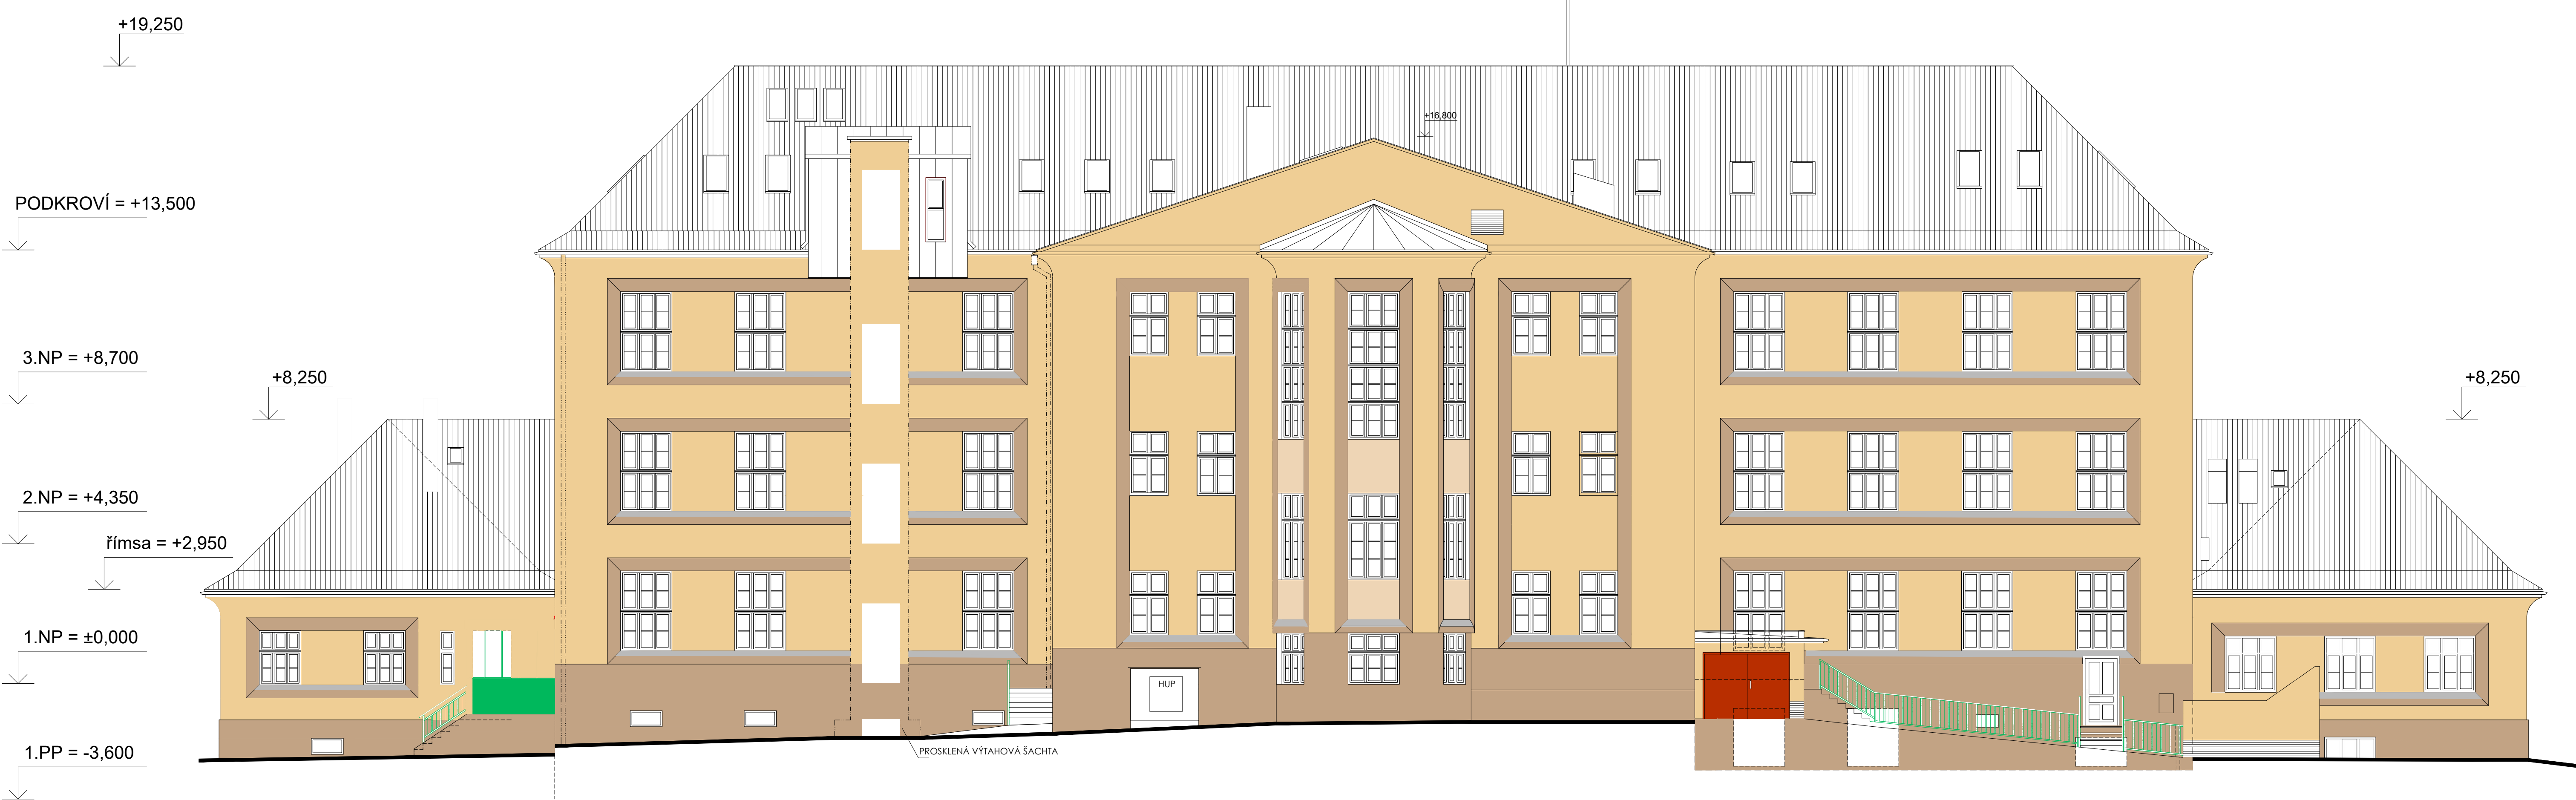 +19,250
+16,800
PODKROVÍ = +13,500
3.NP = +8,700
+8,250
+8,250
2.NP = +4,350
římsa = +2,950
1.NP = ±0,000
HUP
1.PP = -3,600
PROSKLENÁ VÝTAHOVÁ ŠACHTA